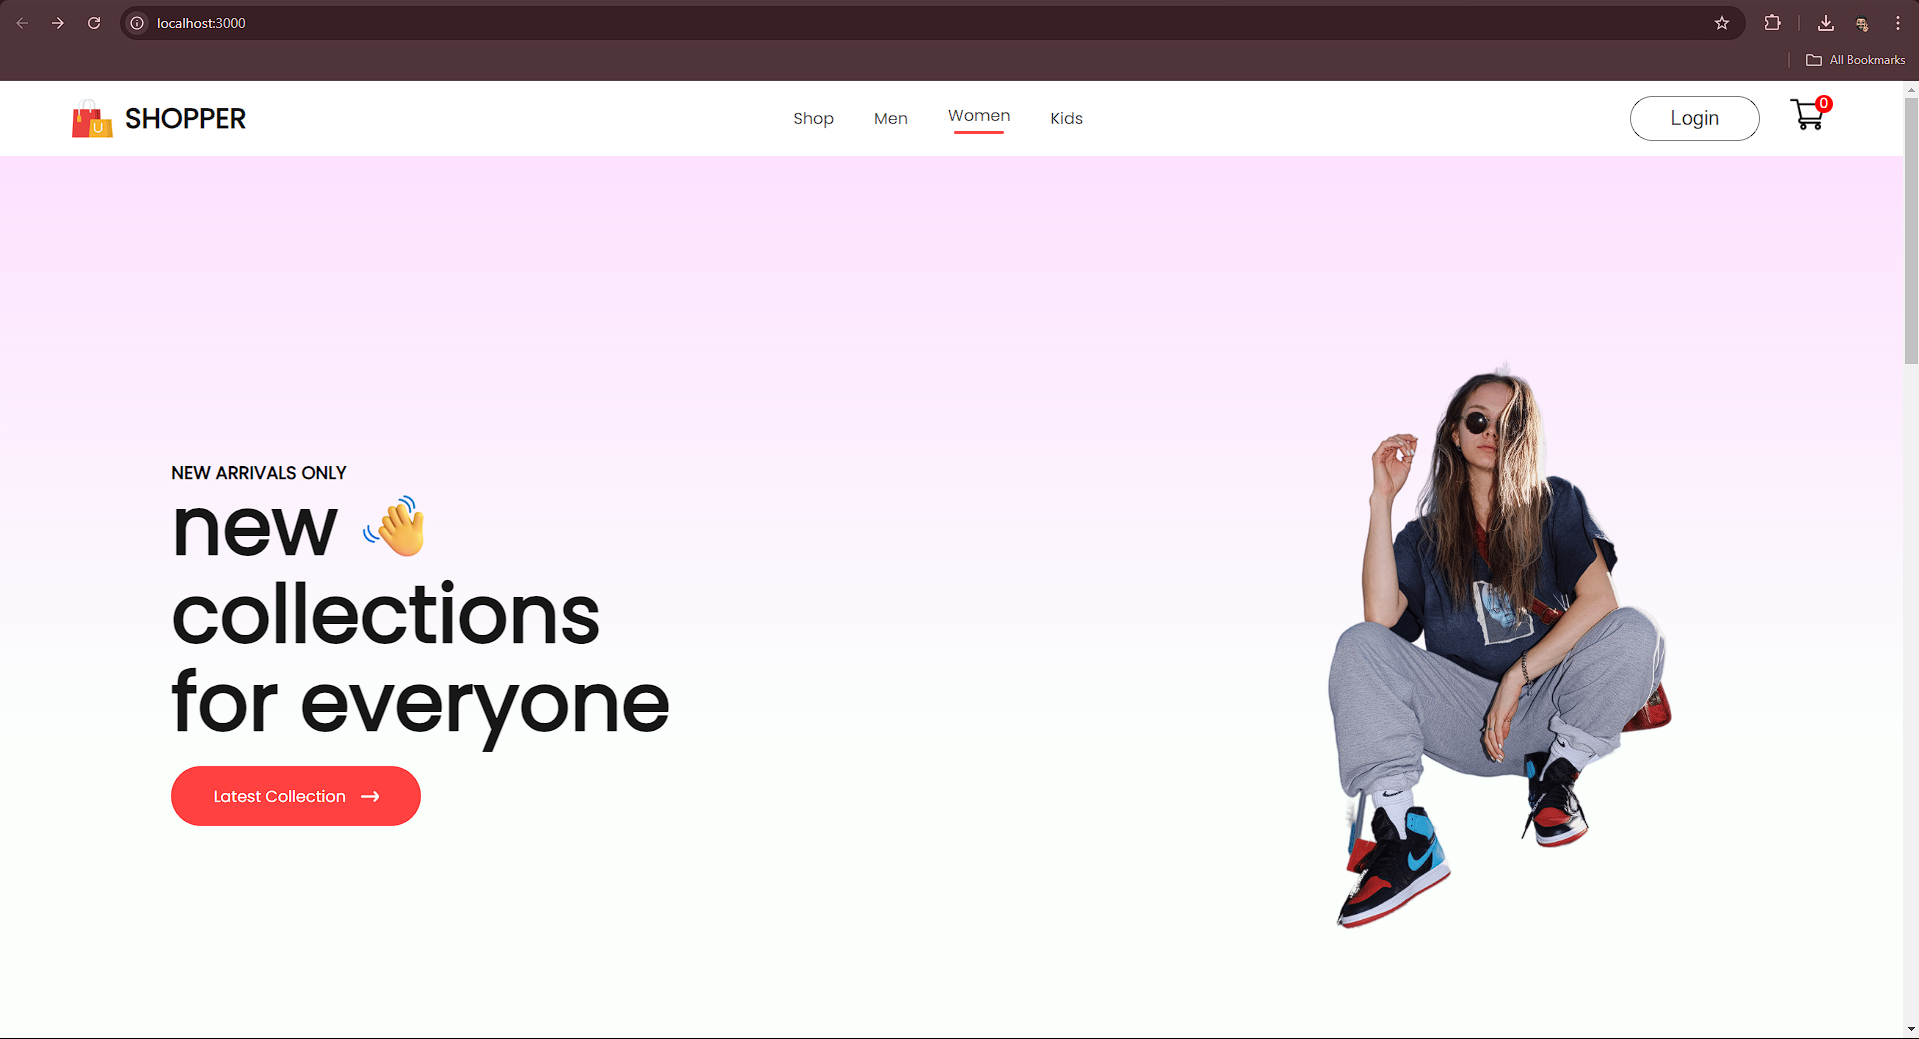 localhost:3000
All Bookmarks
SHOPPER
Shop
Men
Women
Kids
Login
0
U
NEW ARRIVALS ONLY
new 👋
collections
for everyone
Latest Collection →